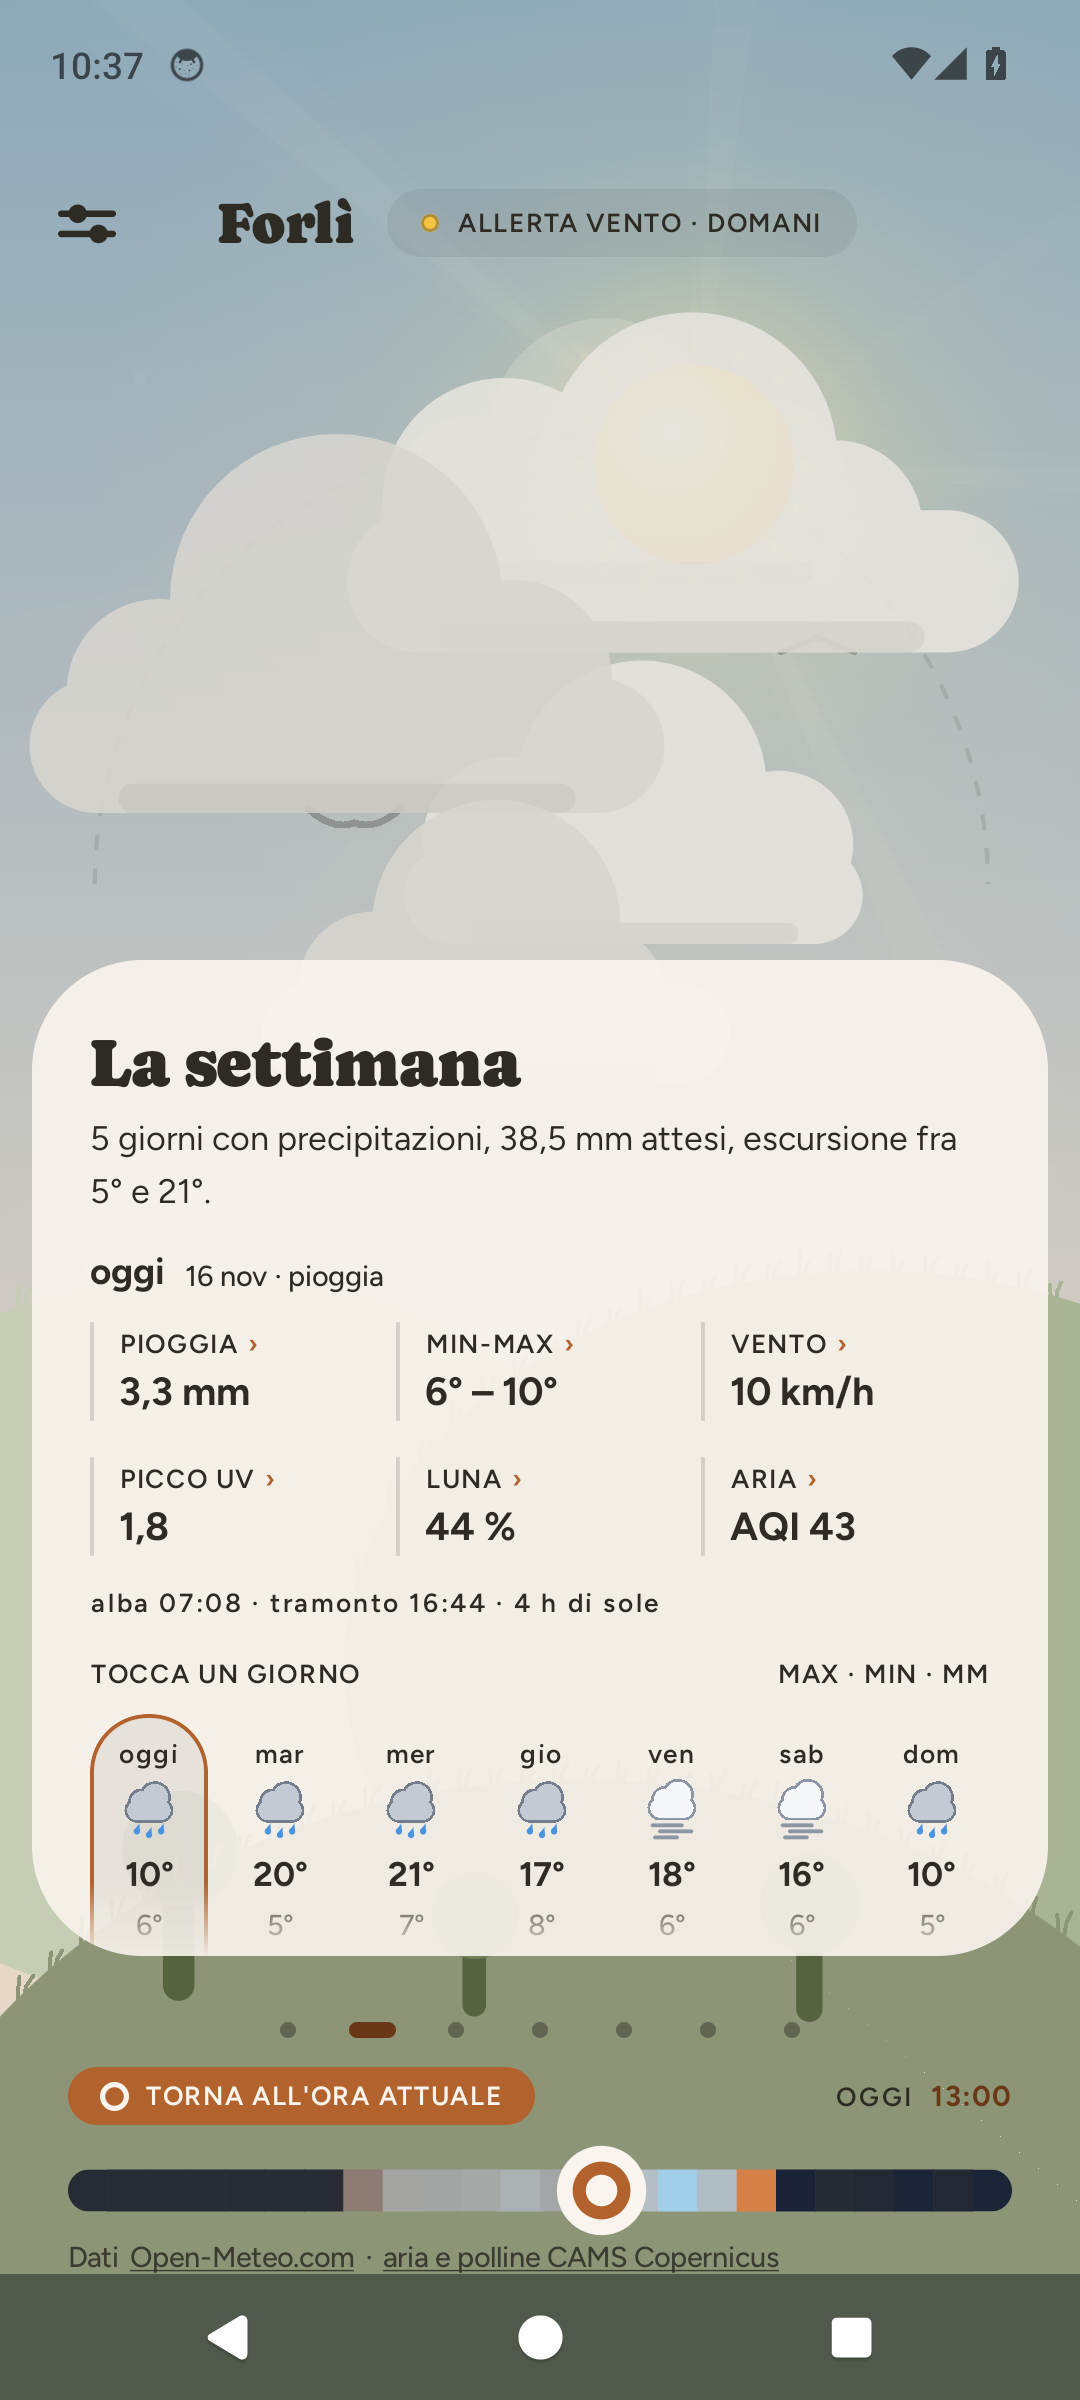 10:37
Forlì
ALLERTA VENTO · DOMANI
La settimana
5 giorni con precipitazioni, 38,5 mm attesi, escursione fra
5° e 21°.
oggi 16 nov · pioggia
PIOGGIA › MIN-MAX › VENTO ›
3,3 mm 6° – 10° 10 km/h
PICCO UV › LUNA › ARIA ›
1,8 44 % AQI 43
alba 07:08 · tramonto 16:44 · 4 h di sole
TOCCA UN GIORNO MAX · MIN · MM
oggi mar mer gio ven sab dom
10° 20° 21° 17° 18° 16° 10°
6° 5° 7° 8° 6° 6° 5°
TORNA ALL'ORA ATTUALE OGGI 13:00
Dati Open-Meteo.com · aria e polline CAMS Copernicus